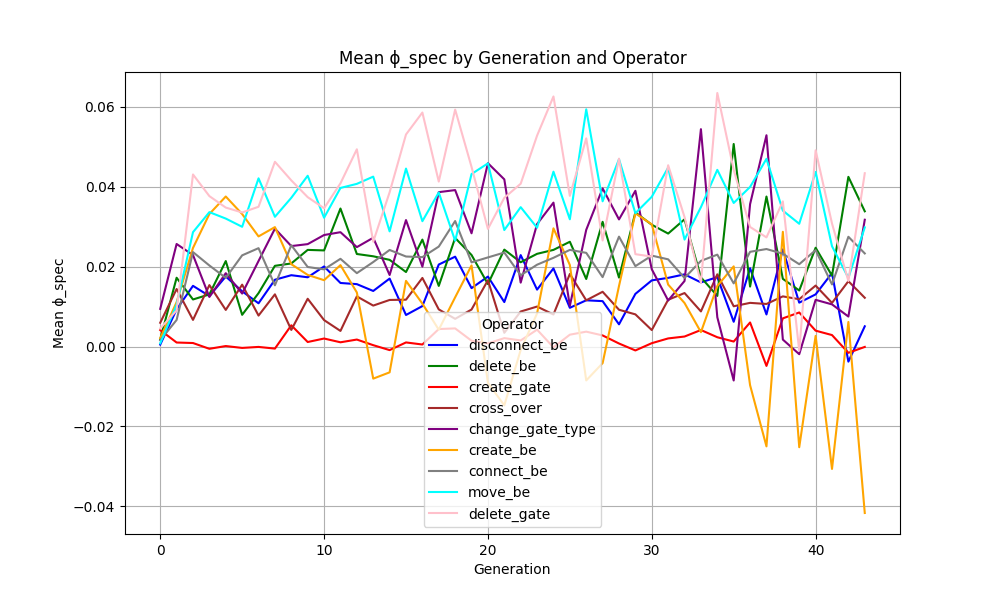 Mean ϕ_spec by Generation and Operator
Mean ϕ_spec
0.06
0.04
0.02
0.00
−0.02
−0.04
Operator
disconnect_be
delete_be
create_gate
cross_over
change_gate_type
create_be
connect_be
move_be
delete_gate
0
10
20
30
40
Generation